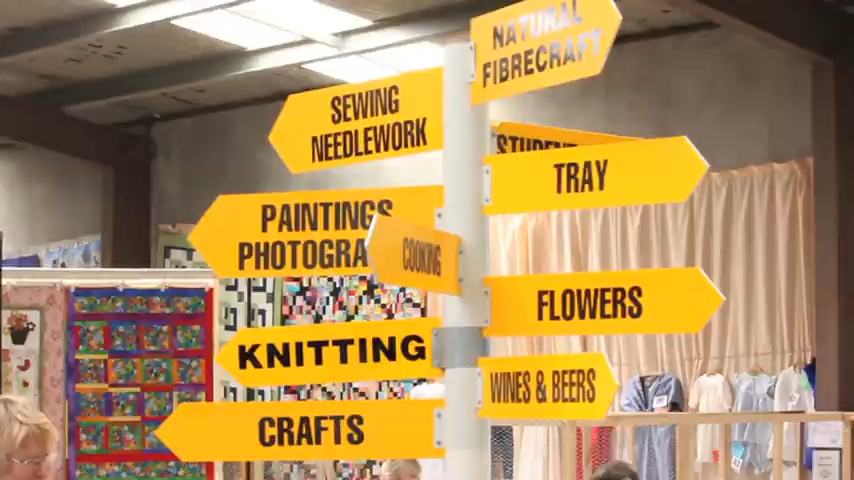 NATURAL
FIBRECRAFT
SEWING
NEEDLEWORK
TRAY
PAINTINGS
COOKING
FLOWERS
KNITTING
WINES & BEERS
CRAFTS